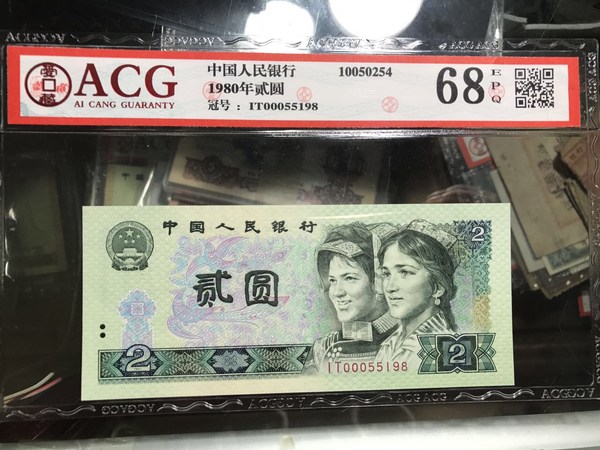 ACG
AI CANG GUARANTY
中国人民银行 10050254
1980年贰圆
冠号：IT00055198
68
EPQ
中国人民银行
2
贰圆
2
2
IT00055198